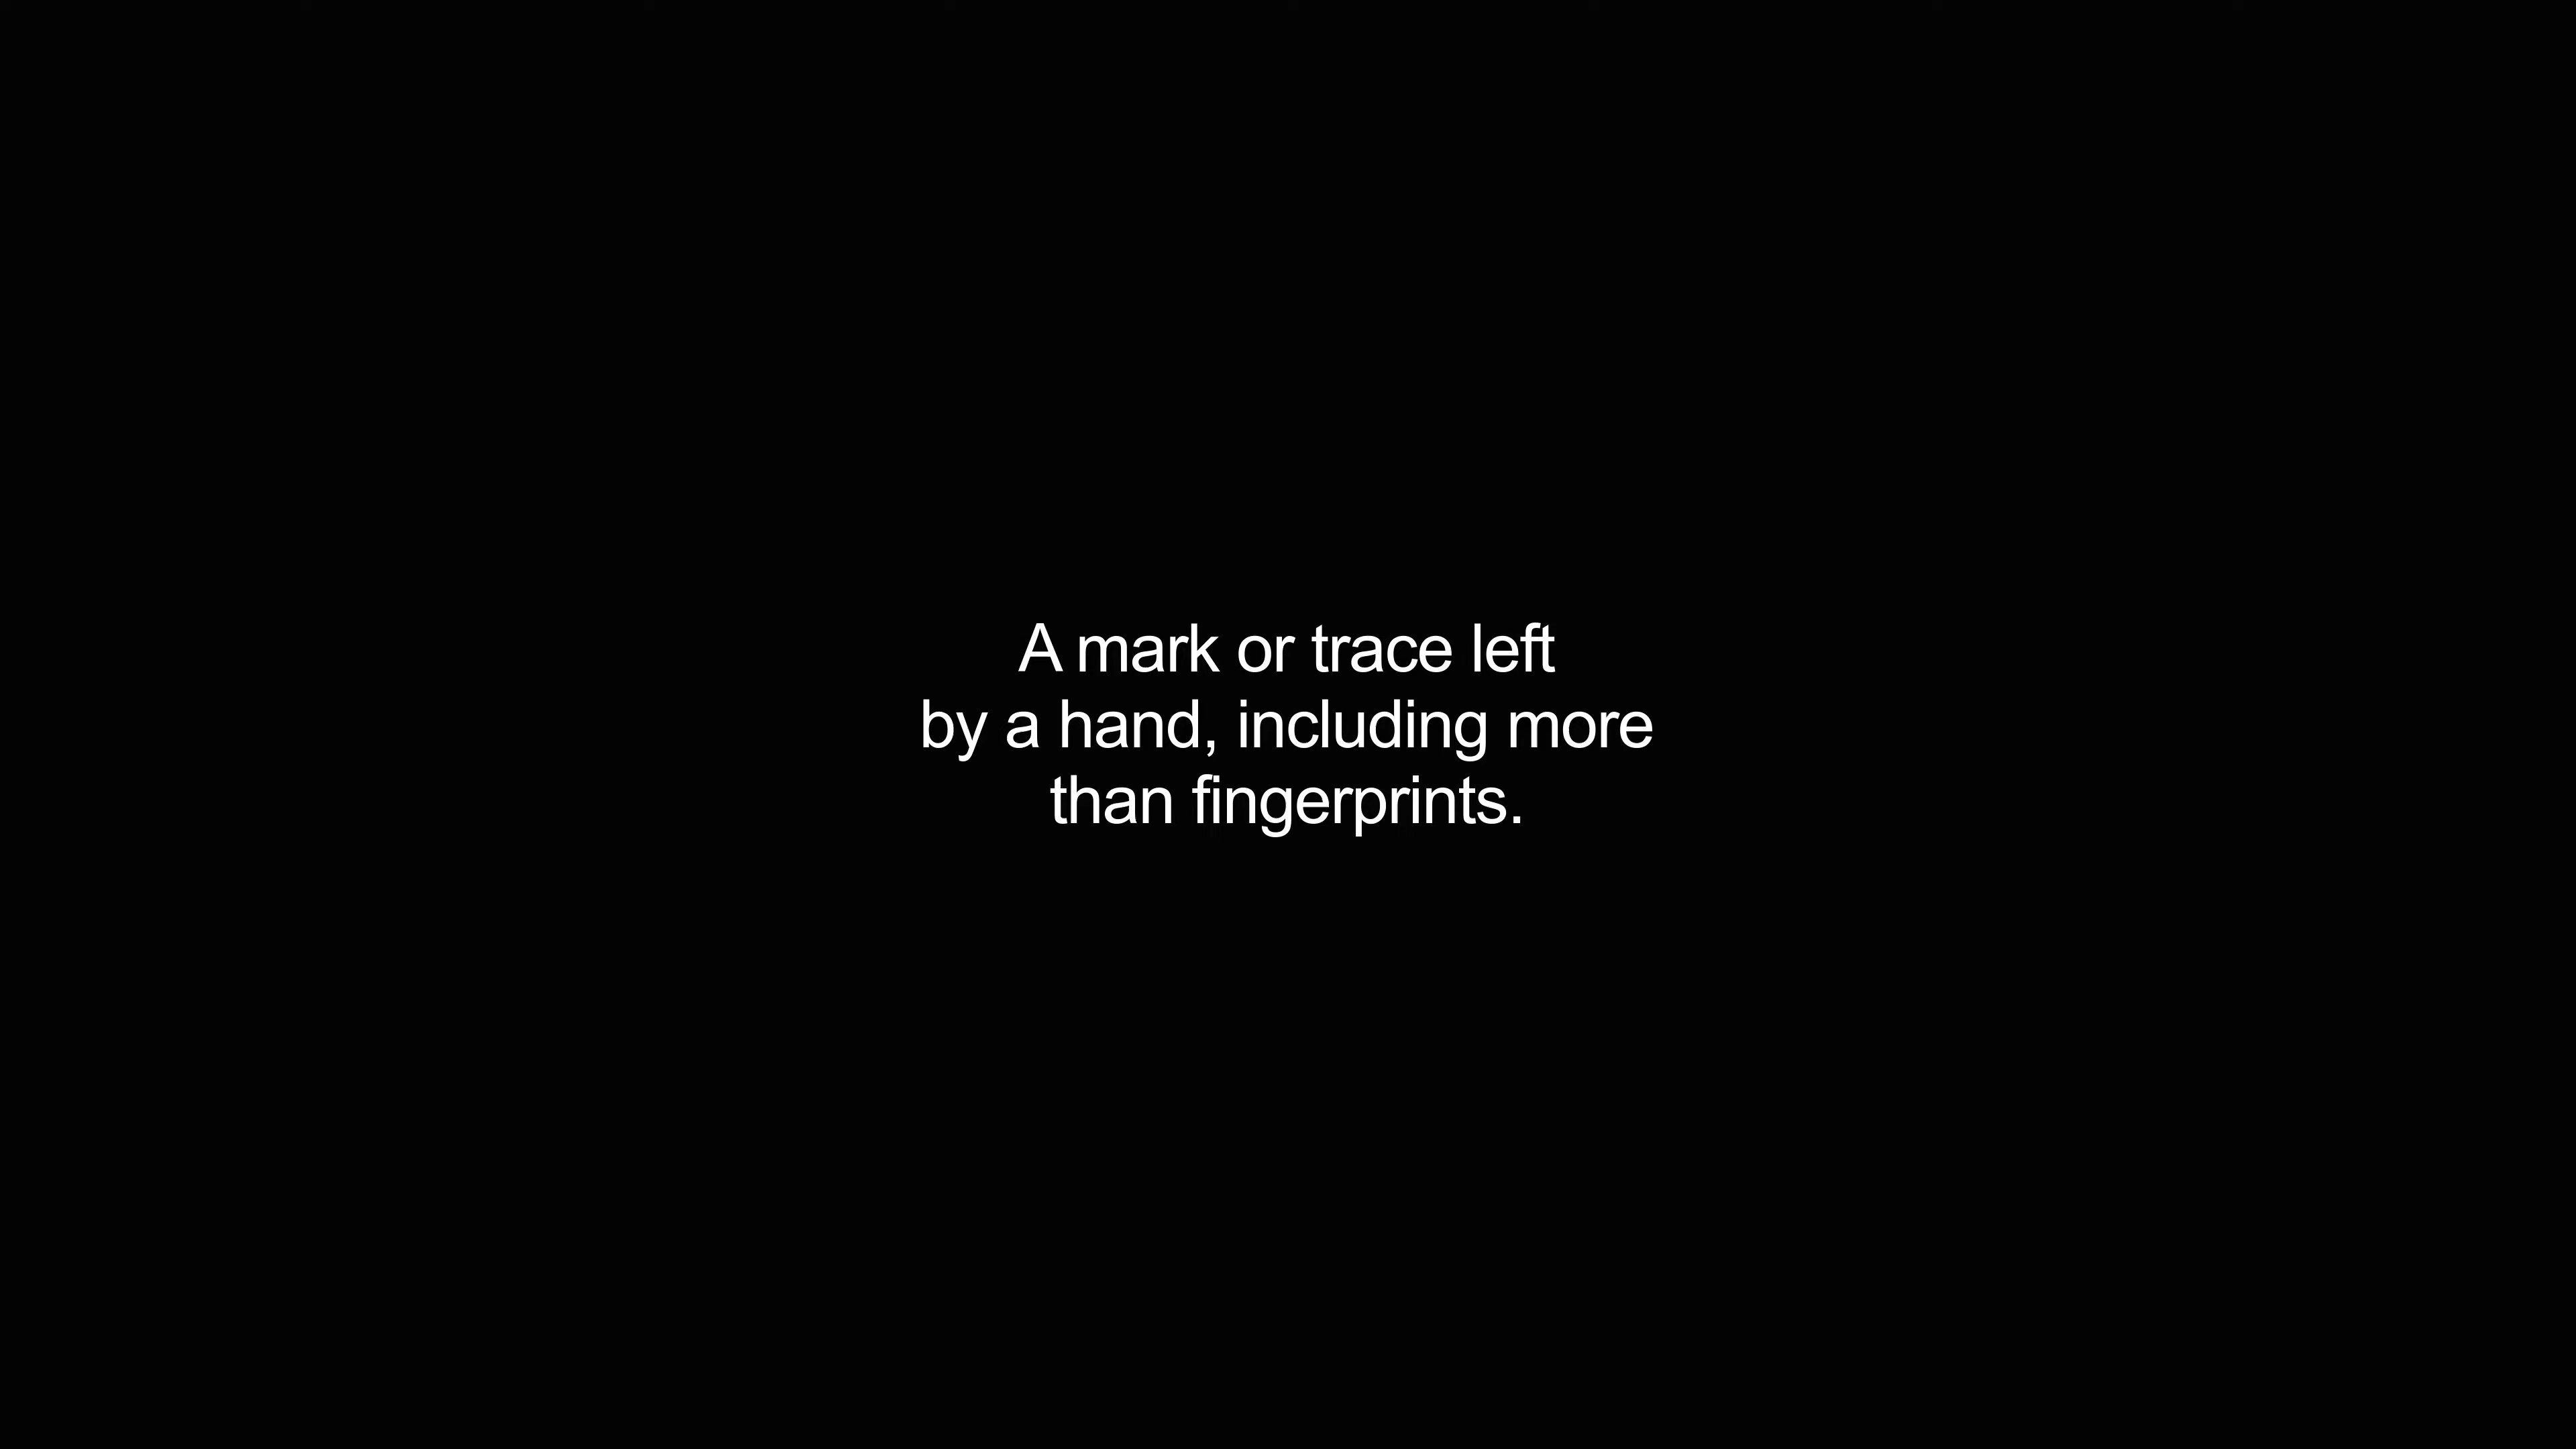 A mark or trace left
by a hand, including more
than fingerprints.